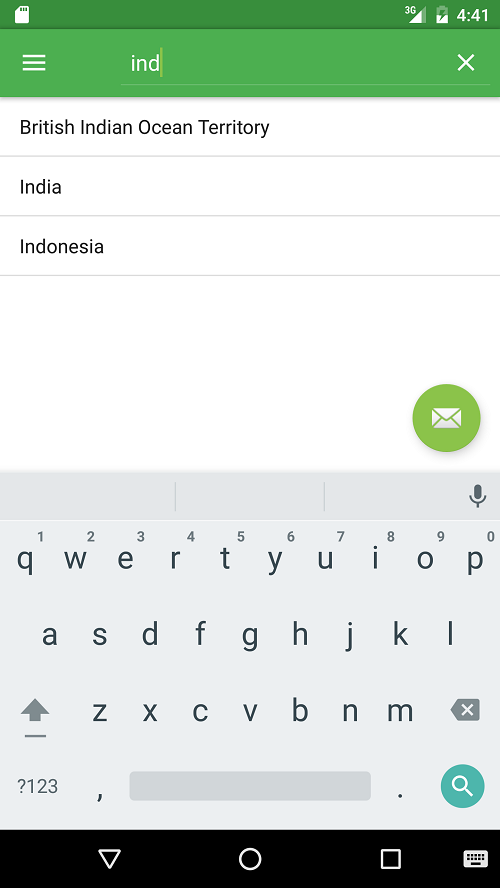 3G 4:41
ind
British Indian Ocean Territory
India
Indonesia
1 2 3 4 5 6 7 8 9 0
q w e r t y u i o p
a s d f g h j k l
z x c v b n m
?123 , .